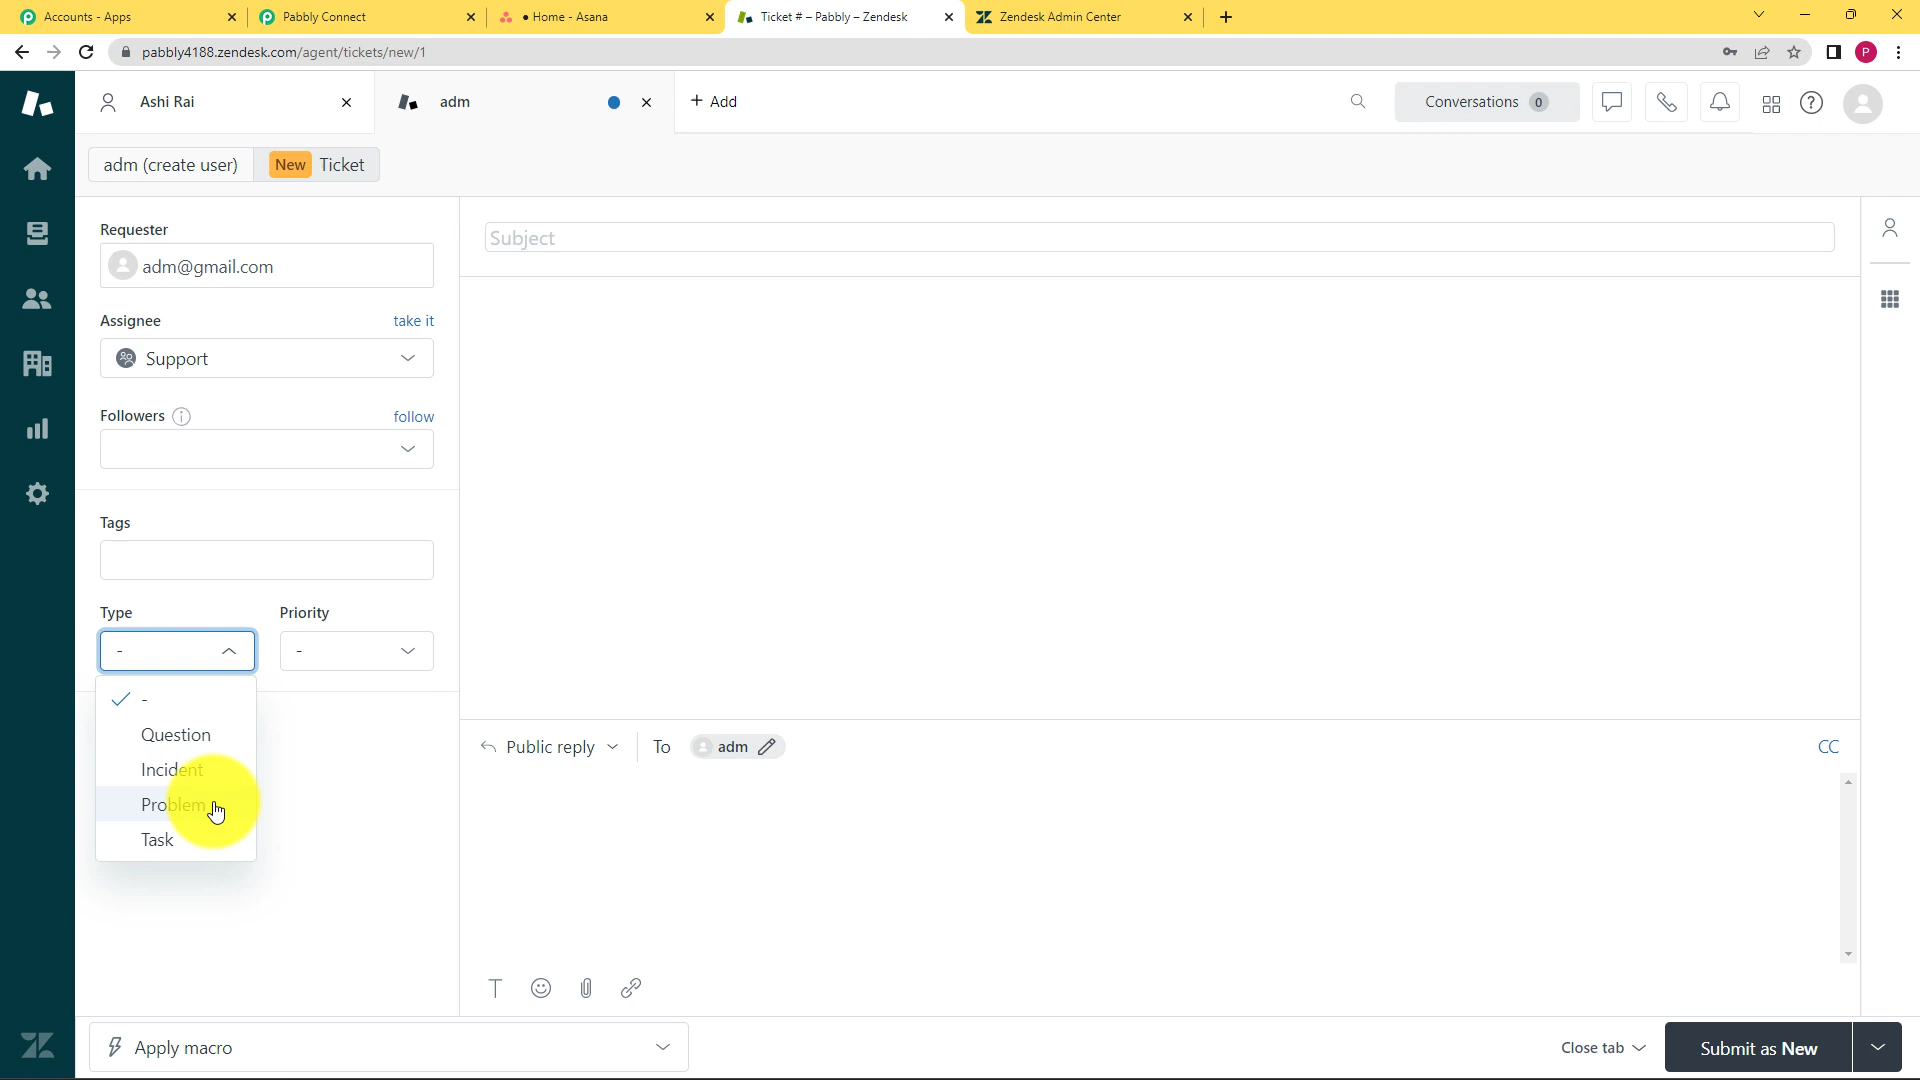 Accounts - Apps
Pabbly Connect
• Home - Asana
Ticket # – Pabbly – Zendesk
Zendesk Admin Center
pabbly4188.zendesk.com/agent/tickets/new/1
P
Ashi Rai
adm
+ Add
Conversations 0
adm (create user)
New Ticket
Requester
adm@gmail.com
Assignee
take it
Support
Followers
follow
Tags
Type
Priority
-
-
-
Question
Incident
Problem
Task
Subject
Public reply
To
adm
CC
Apply macro
Close tab
Submit as New